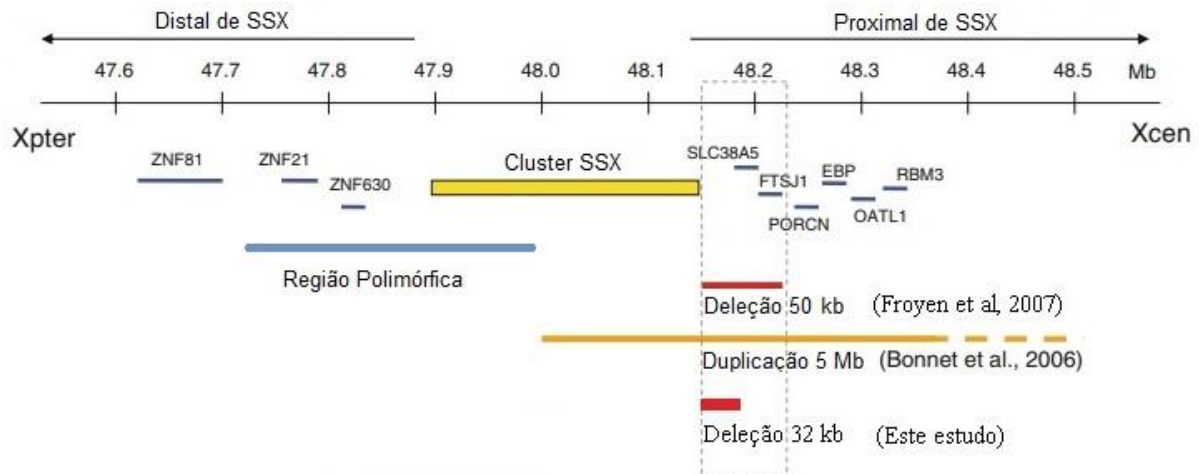 Distal de SSX
Proximal de SSX
47.6 47.7 47.8 47.9 48.0 48.1 48.2 48.3 48.4 48.5 Mb
Xpter
Xcen
ZNF81
ZNF21
ZNF630
Cluster SSX
SLC38A5
FTSJ1
PORCN
EBP
OATL1
RBM3
Região Polimórfica
Deleção 50 kb (Froyen et al, 2007)
Duplicação 5 Mb (Bonnet et al., 2006)
Deleção 32 kb (Este estudo)